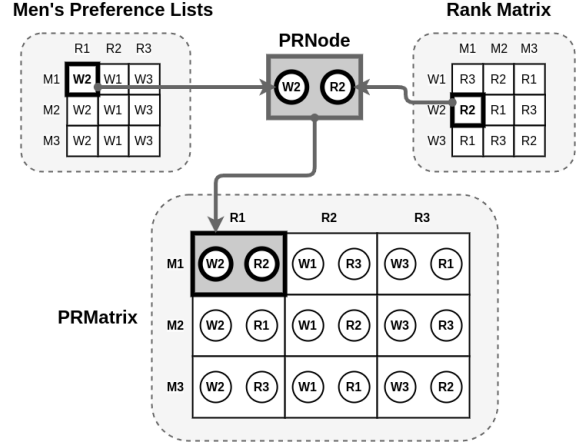 Men's Preference Lists
R1 R2 R3
M1 W2 W1 W3
M2 W2 W1 W3
M3 W2 W1 W3
PRNode
W2 R2
Rank Matrix
M1 M2 M3
W1 R3 R2 R1
W2 R2 R1 R3
W3 R1 R3 R2
PRMatrix
R1 R2 R3
M1 W2 R2 W1 R3 W3 R1
M2 W2 R1 W1 R2 W3 R3
M3 W2 R3 W1 R1 W3 R2